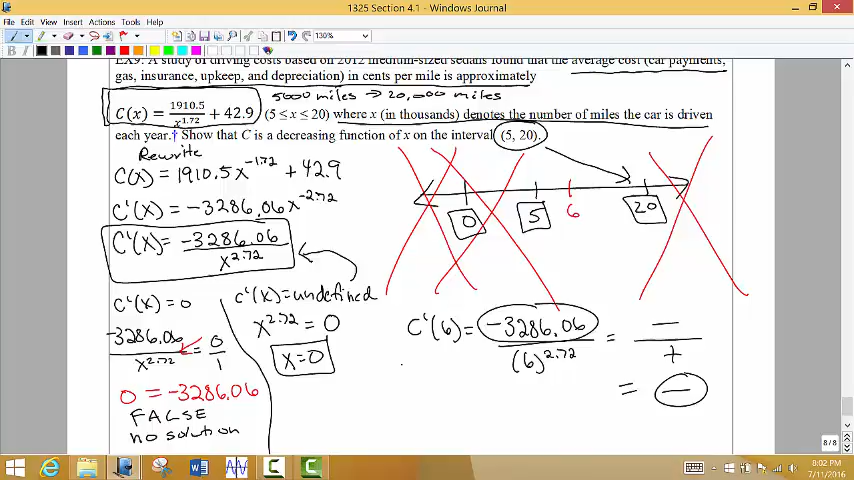 1325 Section 4.1 - Windows Journal
File Edit View Insert Actions Tools Help
B I 130%
EX9: A study of driving costs based on 2012 medium-sized sedans found that the average cost (car payments,
gas, insurance, upkeep, and depreciation) in cents per mile is approximately
5000 miles → 20,000 miles
C(x) = 1910.5/x^1.72 + 42.9 (5 ≤ x ≤ 20) where x (in thousands) denotes the number of miles the car is driven
each year.† Show that C is a decreasing function of x on the interval (5, 20).
Rewrite
C(x) = 1910.5x^-1.72 + 42.9
C'(x) = -3286.06x^-2.72
C'(x) = -3286.06/x^2.72
0 5 6 20
C'(x) = 0
-3286.06/x^2.72 = 0/1
0 = -3286.06
FALSE
no solution
C'(x) = undefined
x^2.72 = 0
x = 0
C'(6) = -3286.06/(6)^2.72 = -/+
= -
8/8
8:02 PM
7/11/2016